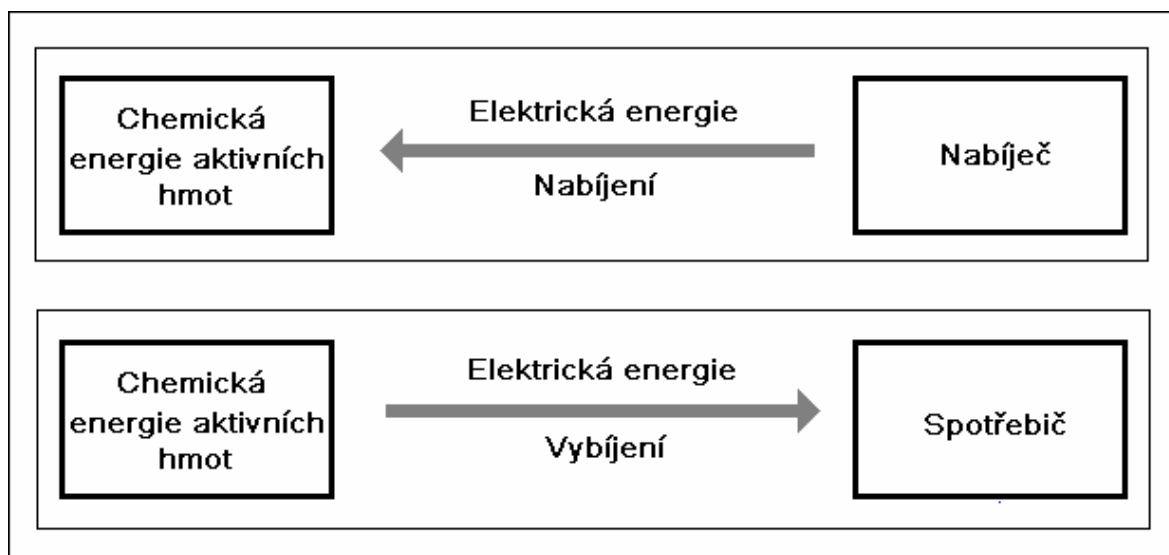 Chemická
energie aktivních
hmot
Elektrická energie
Nabíjení
Nabíječ
Chemická
energie aktivních
hmot
Elektrická energie
Vybíjení
Spotřebič